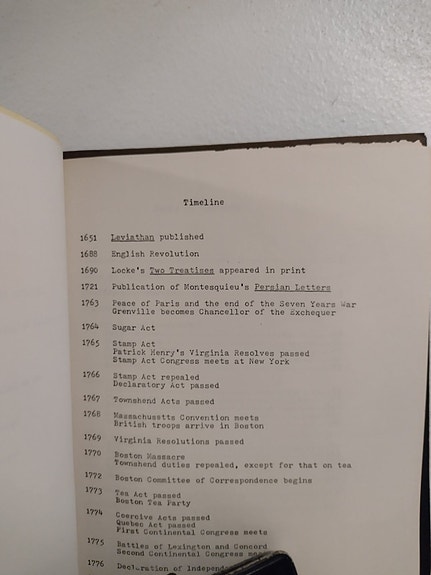 Timeline
1651 Leviathan published
1688 English Revolution
1690 Locke's Two Treatises appeared in print
1721 Publication of Montesquieu's Persian Letters
1763 Peace of Paris and the end of the Seven Years War
Grenville becomes Chancellor of the Exchequer
1764 Sugar Act
1765 Stamp Act
Patrick Henry's Virginia Resolves passed
Stamp Act Congress meets at New York
1766 Stamp Act repealed
Declaratory Act passed
1767 Townshend Acts passed
1768 Massachustts Convention meets
British troops arrive in Boston
1769 Virginia Resolutions passed
1770 Boston Massacre
Townshend duties repealed, except for that on tea
1772 Boston Committee of Correspondence begins
1773 Tea Act passed
Boston Tea Party
1774 Coercive Acts passed
Quebec Act passed
First Continental Congress meets
1775 Battles of Lexington and Concord
Second Continental Congress
1776 Declaration of